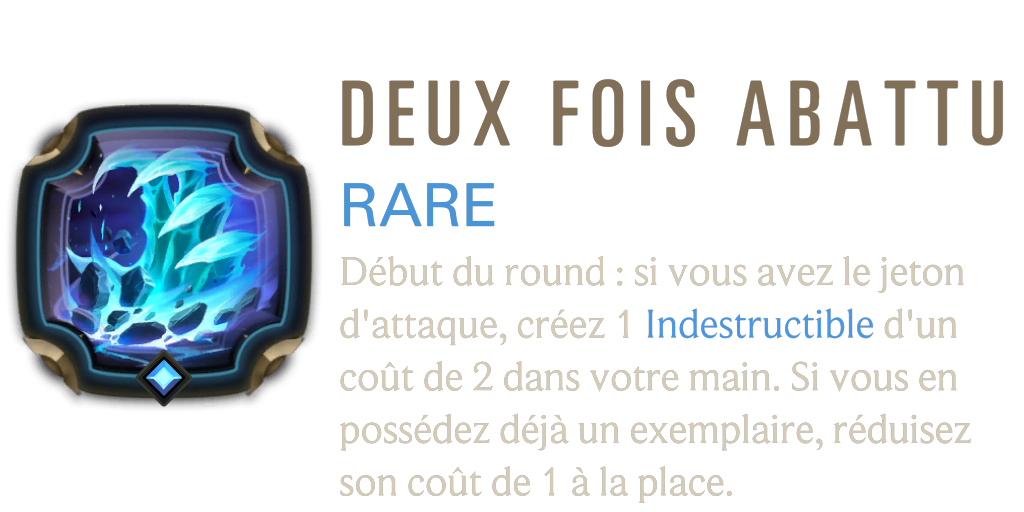 DEUX FOIS ABATTU
RARE
Début du round : si vous avez le jeton
d'attaque, créez 1 Indestructible d'un
coût de 2 dans votre main. Si vous en
possédez déjà un exemplaire, réduisez
son coût de 1 à la place.